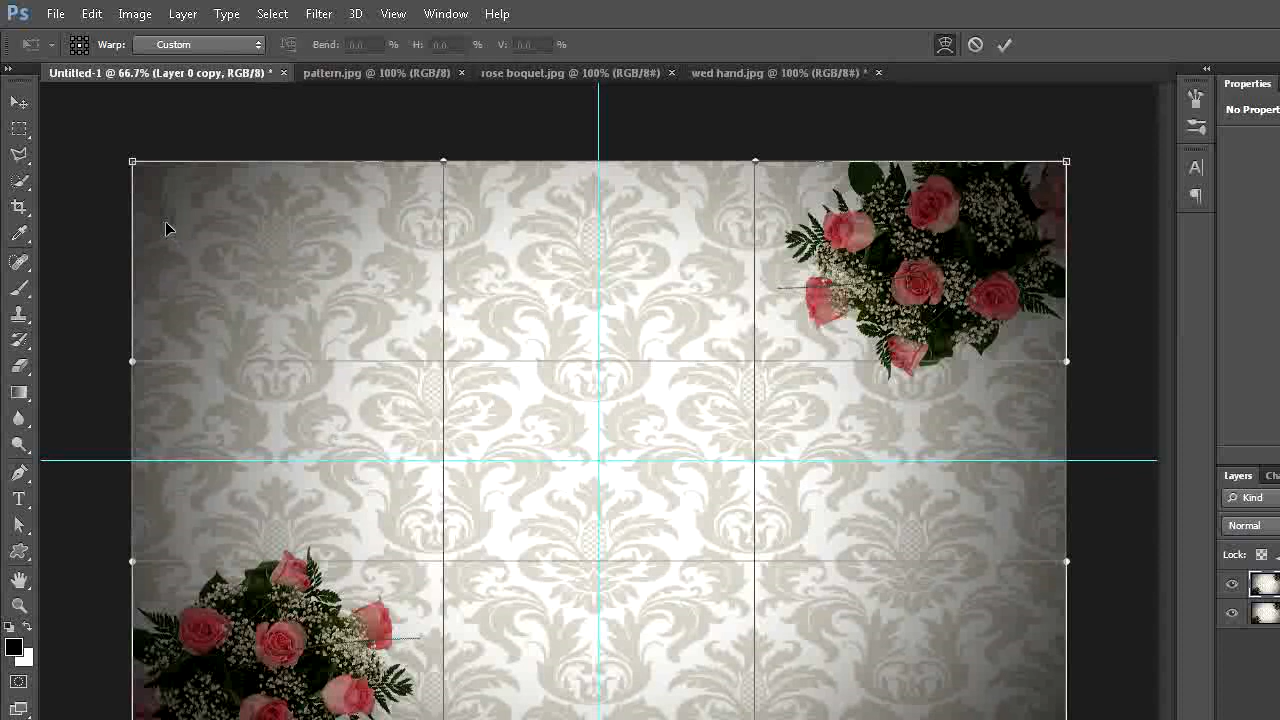 Ps File Edit Image Layer Type Select Filter 3D View Window Help
Warp: Custom Bend: 0.0 % H: 0.0 % V: 0.0 %
Untitled-1 @ 66.7% (Layer 0 copy, RGB/8) * × pattern.jpg @ 100% (RGB/8) × rose boquet.jpg @ 100% (RGB/8#) × wed hand.jpg @ 100% (RGB/8#) * ×
Properties
No Propert
Layers Ch
Kind
Normal
Lock: